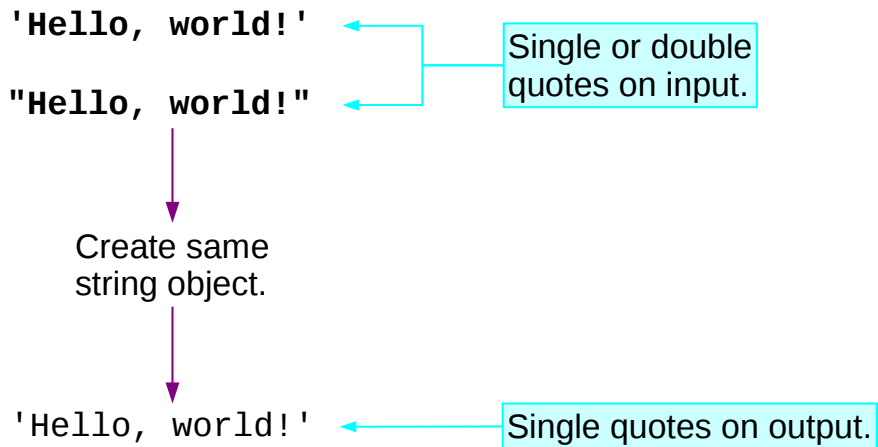 'Hello, world!'
Single or double
quotes on input.
"Hello, world!"
Create same
string object.
'Hello, world!'
Single quotes on output.